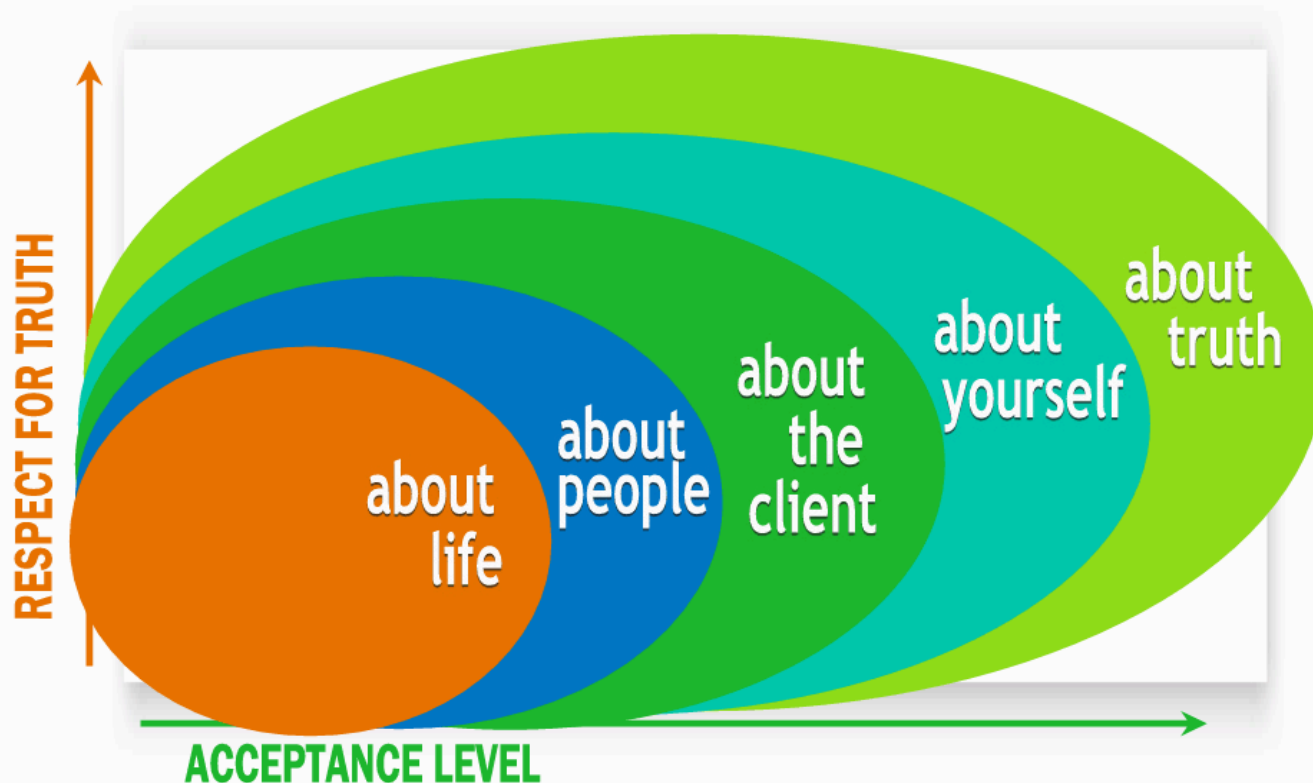 RESPECT FOR TRUTH
about
life
about
people
about
the
client
about
yourself
about
truth
ACCEPTANCE LEVEL